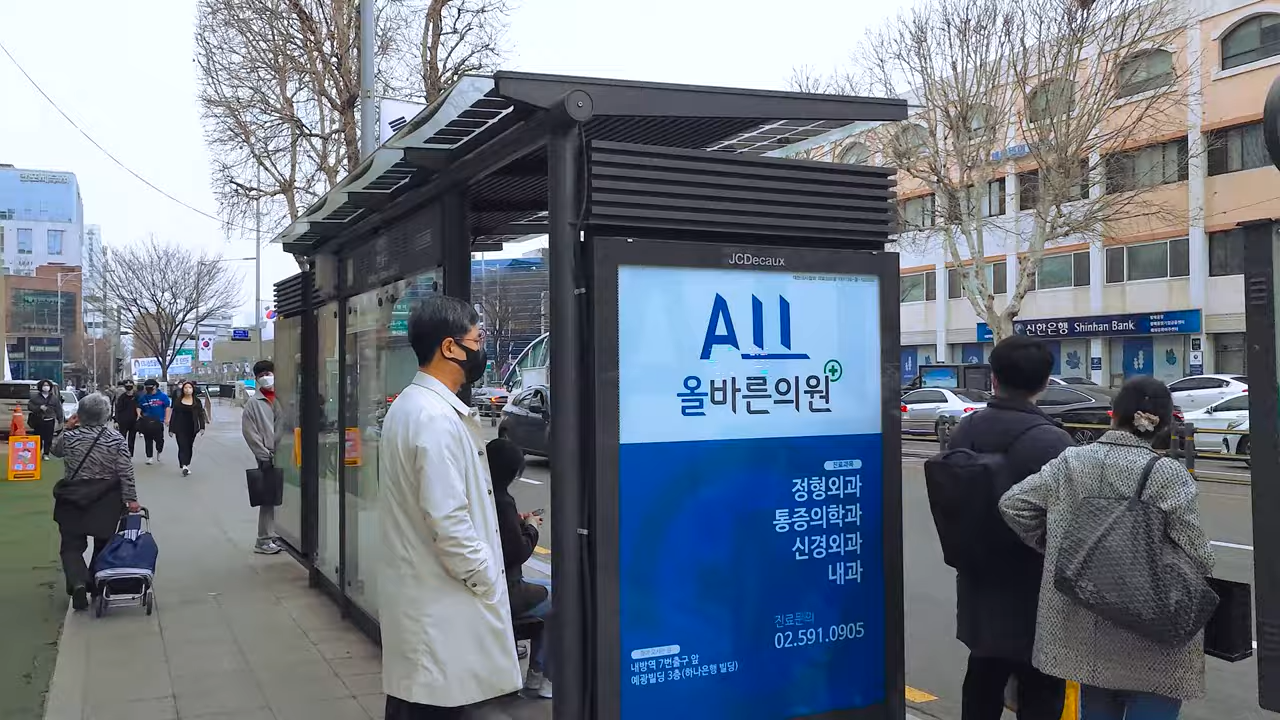 JCDecaux
All
올바른의원
진료과목
정형외과
통증의학과
신경외과
내과
진료문의
02.591.0905
내방역 7번출구 앞
예광빌딩 3층(하나은행 빌딩)
신한은행 Shinhan Bank